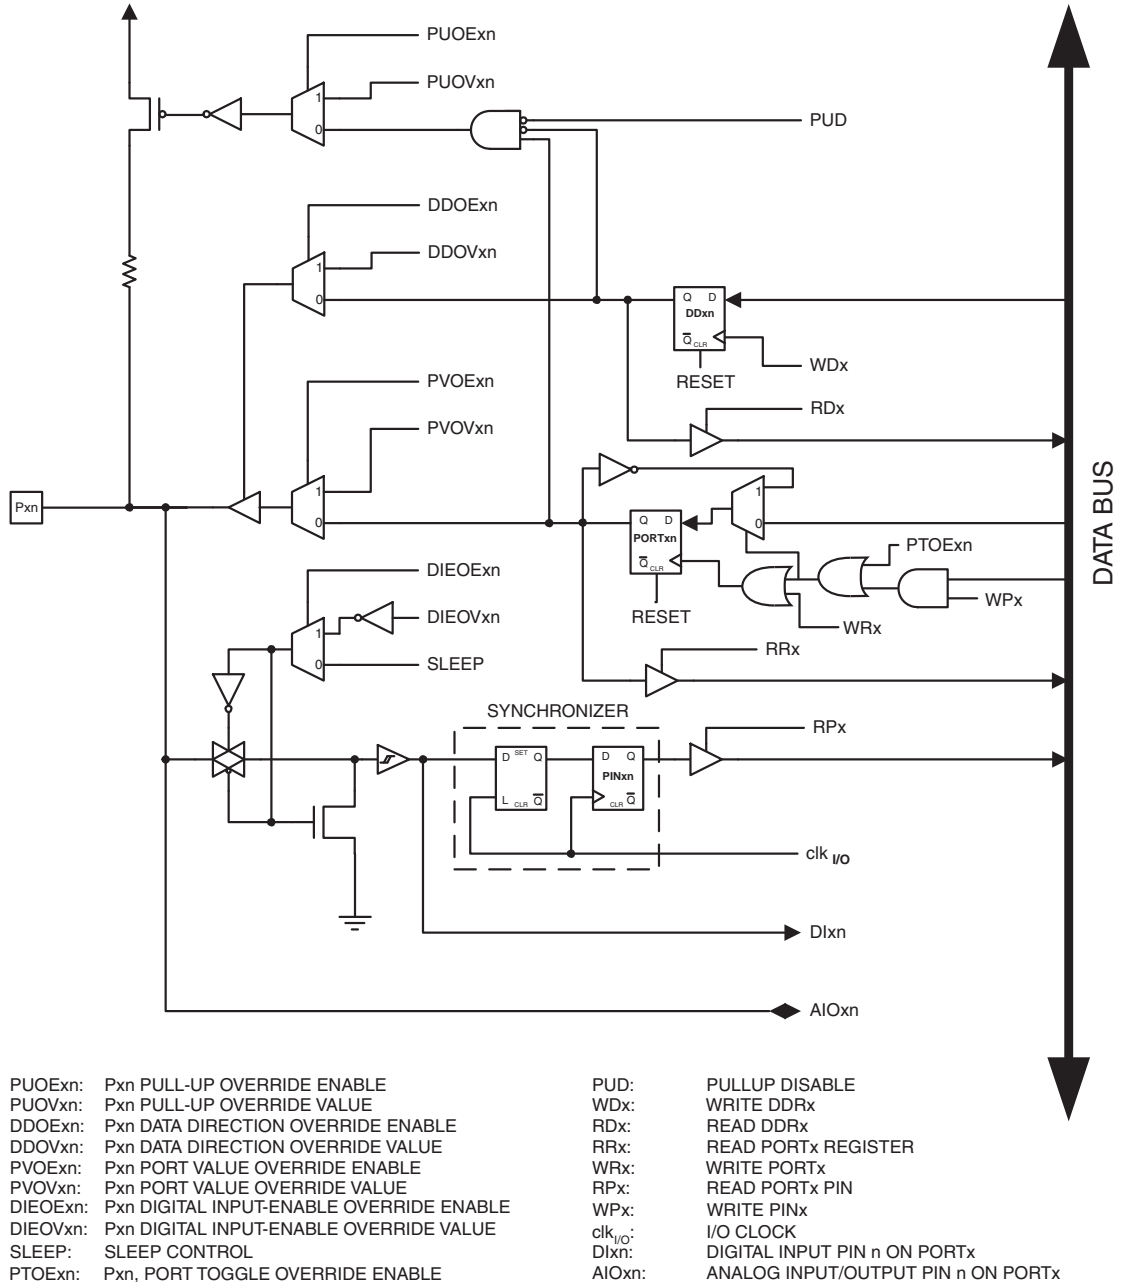 PUOExn
PUOVxn
1
0
PUD
DDOExn
DDOVxn
1
0
Q D
DDxn
Q CLR
WDx
RESET
PVOExn
RDx
PVOVxn
Pxn
1
0
1
0
Q D
PORTxn
Q CLR
PTOExn
DATA BUS
DIEOExn
WPx
RESET
DIEOVxn
WRx
1
0
SLEEP
RRx
SYNCHRONIZER
RPx
D SET Q
D Q
PINxn
L CLR Q
CLR Q
clk I/O
DIxn
AIOxn
PUOExn: Pxn PULL-UP OVERRIDE ENABLE
PUOVxn: Pxn PULL-UP OVERRIDE VALUE
DDOExn: Pxn DATA DIRECTION OVERRIDE ENABLE
DDOVxn: Pxn DATA DIRECTION OVERRIDE VALUE
PVOExn: Pxn PORT VALUE OVERRIDE ENABLE
PVOVxn: Pxn PORT VALUE OVERRIDE VALUE
DIEOExn: Pxn DIGITAL INPUT-ENABLE OVERRIDE ENABLE
DIEOVxn: Pxn DIGITAL INPUT-ENABLE OVERRIDE VALUE
SLEEP: SLEEP CONTROL
PTOExn: Pxn, PORT TOGGLE OVERRIDE ENABLE
PUD: PULLUP DISABLE
WDx: WRITE DDRx
RDx: READ DDRx
RRx: READ PORTx REGISTER
WRx: WRITE PORTx
RPx: READ PORTx PIN
WPx: WRITE PINx
clkI/O: I/O CLOCK
DIxn: DIGITAL INPUT PIN n ON PORTx
AIOxn: ANALOG INPUT/OUTPUT PIN n ON PORTx